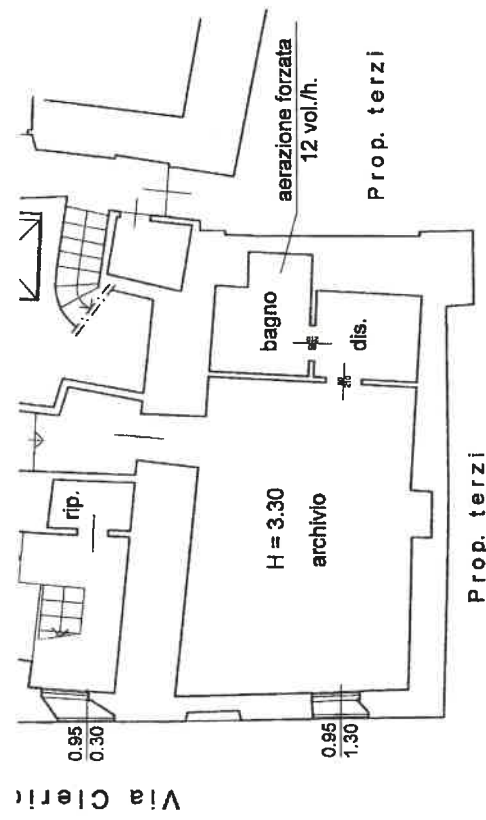 aerazione forzata
12 vol./h.
Prop. terzi
bagno
dis.
rip.
H = 3.30
archivio
Prop. terzi
0.95
0.30
0.95
1.30
Via Cleri